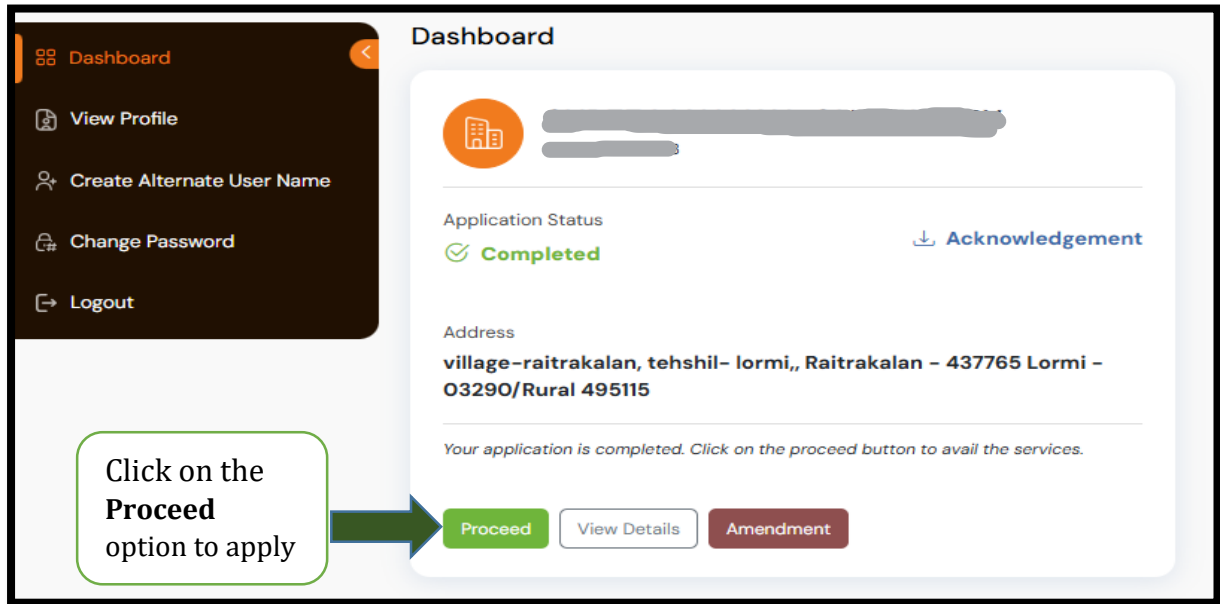 Dashboard
View Profile
Create Alternate User Name
Change Password
Logout
Dashboard
Application Status
Completed
Acknowledgement
Address
village-raitrakalan, tehshil- lormi,, Raitrakalan - 437765 Lormi -
03290/Rural 495115
Your application is completed. Click on the proceed button to avail the services.
Click on the
Proceed
option to apply
Proceed
View Details
Amendment